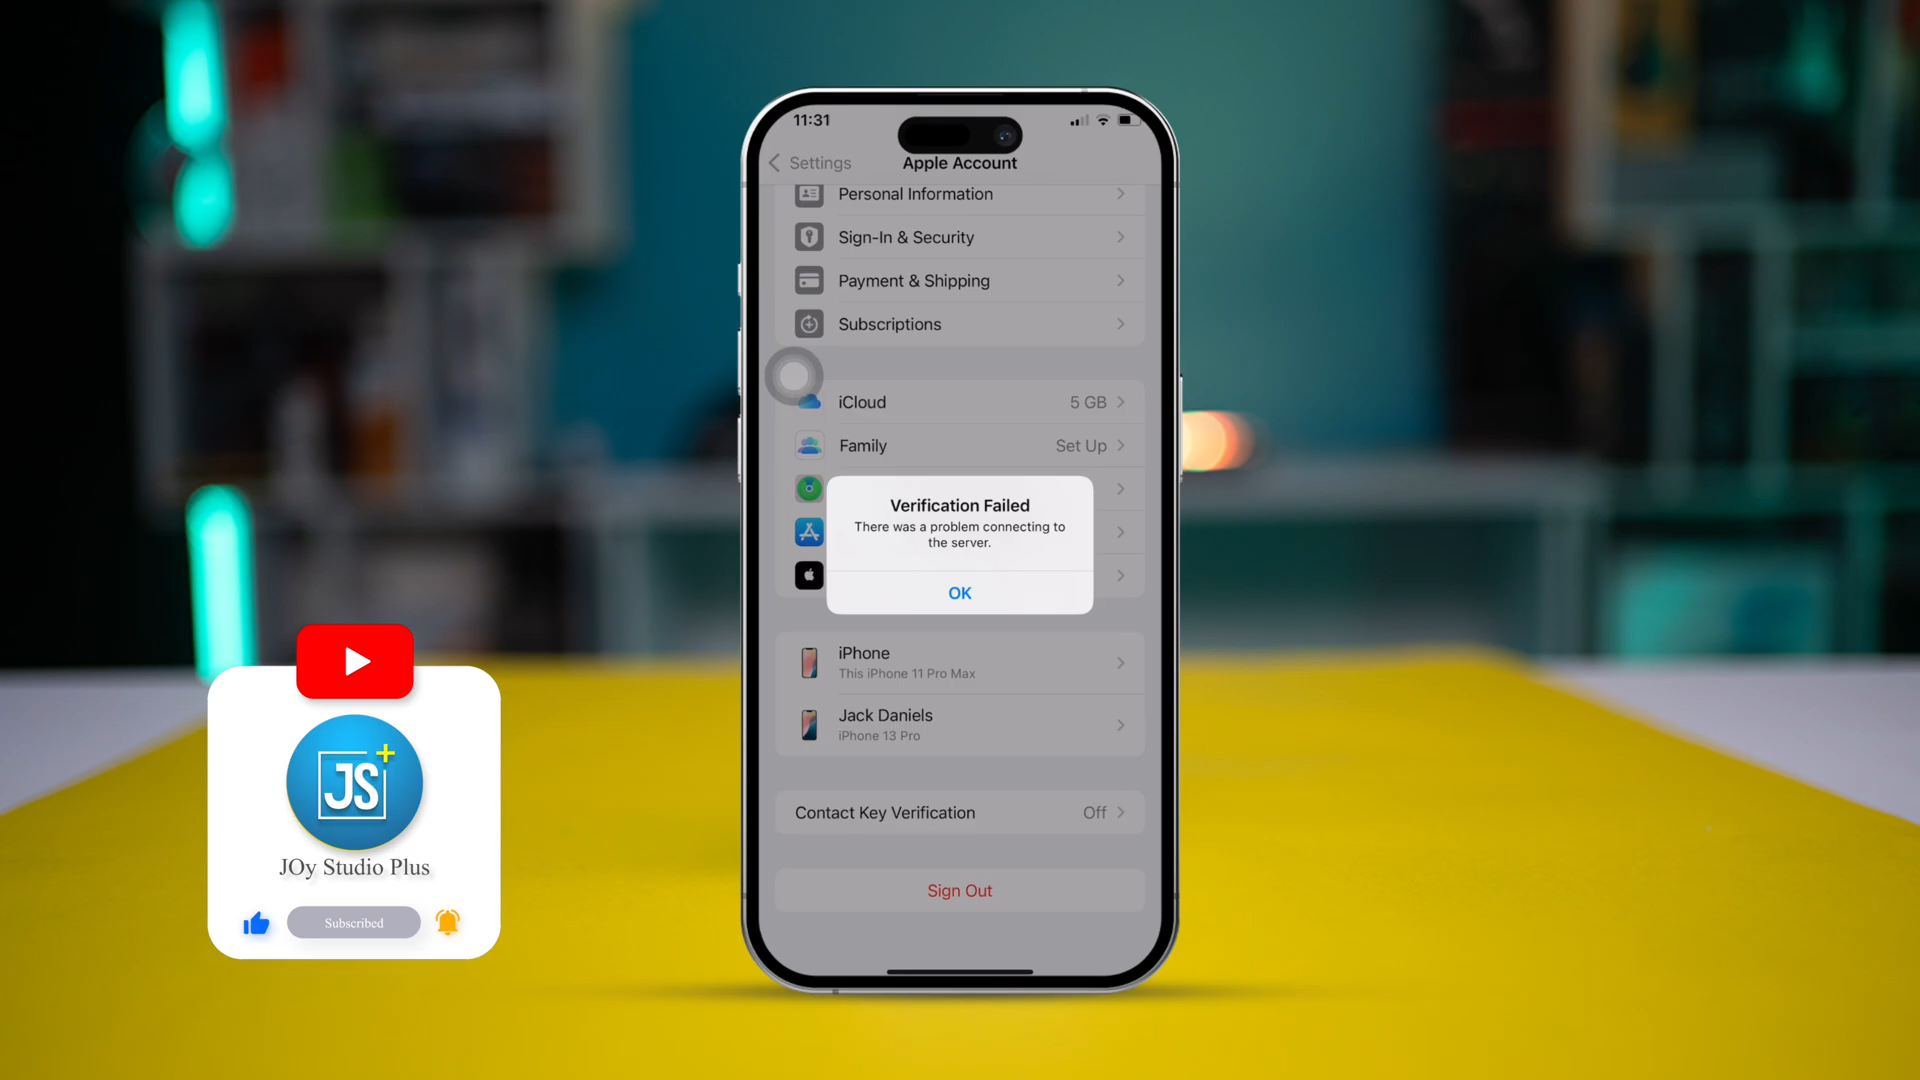 11:31
Settings
Apple Account
Personal Information
Sign-In & Security
Payment & Shipping
Subscriptions
iCloud 5 GB
Family Set Up
Verification Failed
There was a problem connecting to
the server.
OK
iPhone
This iPhone 11 Pro Max
Jack Daniels
iPhone 13 Pro
Contact Key Verification Off
Sign Out
JS+
JOy Studio Plus
Subscribed